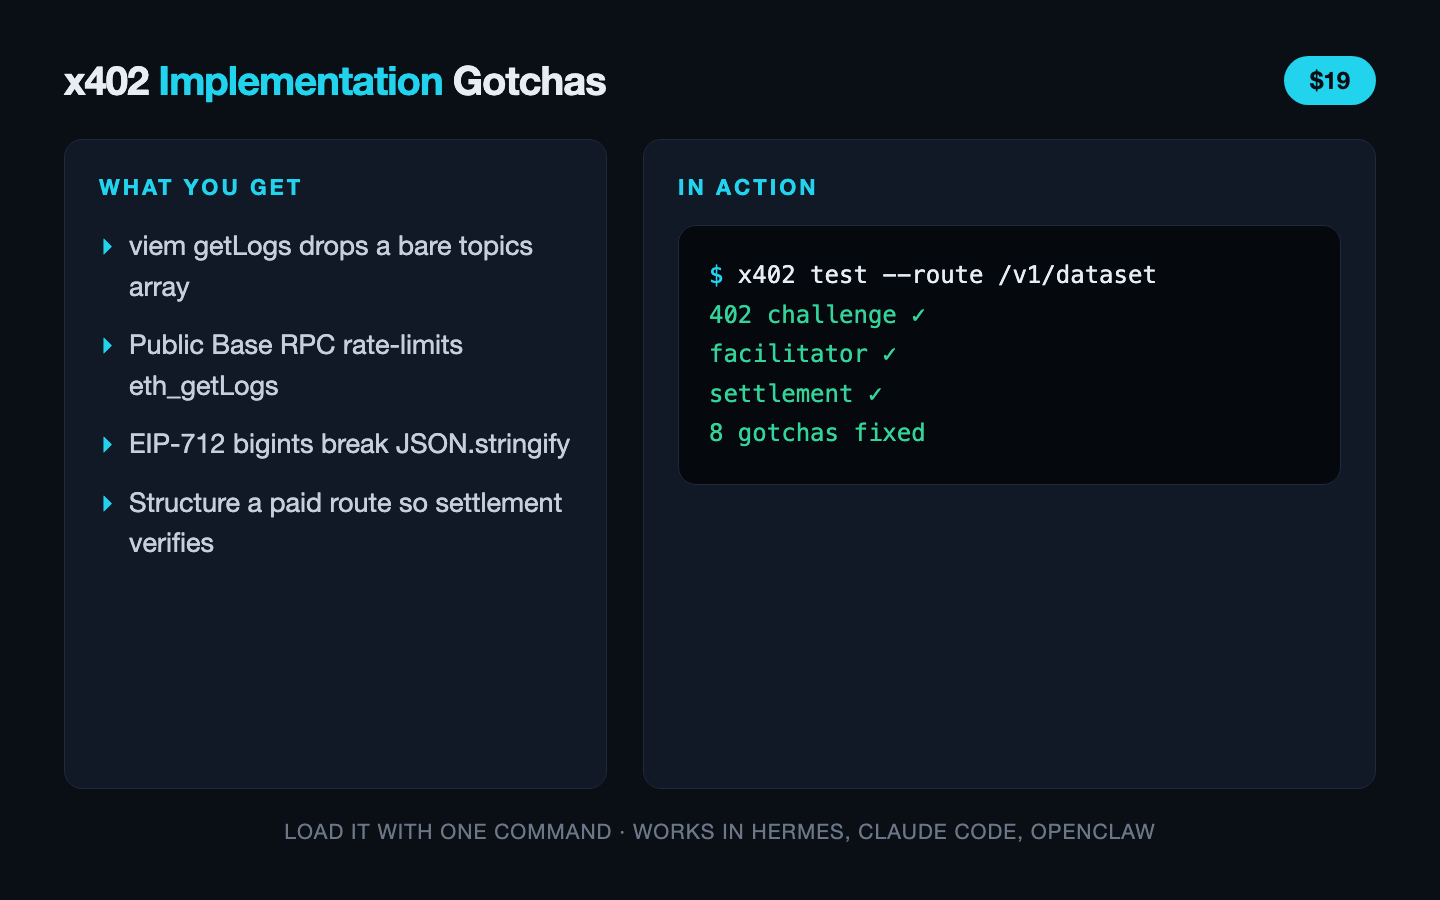 x402 Implementation Gotchas
$19
WHAT YOU GET
viem getLogs drops a bare topics
array
Public Base RPC rate-limits
eth_getLogs
EIP-712 bigints break JSON.stringify
Structure a paid route so settlement
verifies
IN ACTION
$ x402 test --route /v1/dataset
402 challenge ✓
facilitator ✓
settlement ✓
8 gotchas fixed
LOAD IT WITH ONE COMMAND · WORKS IN HERMES, CLAUDE CODE, OPENCLAW